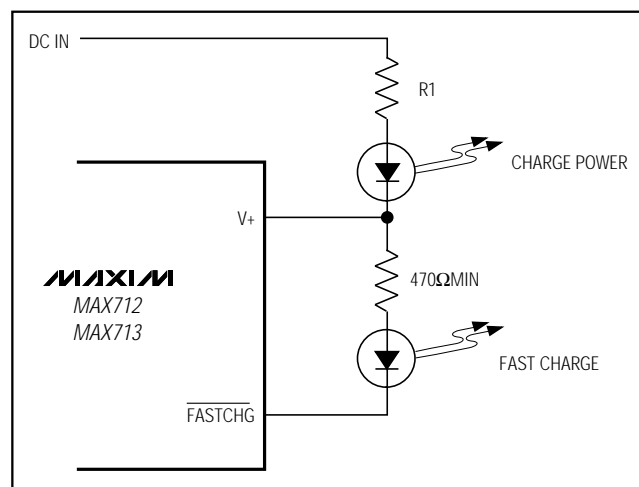 DC IN
R1
CHARGE POWER
V+
MAXIM
MAX712
MAX713
470ΩMIN
FAST CHARGE
FASTCHG